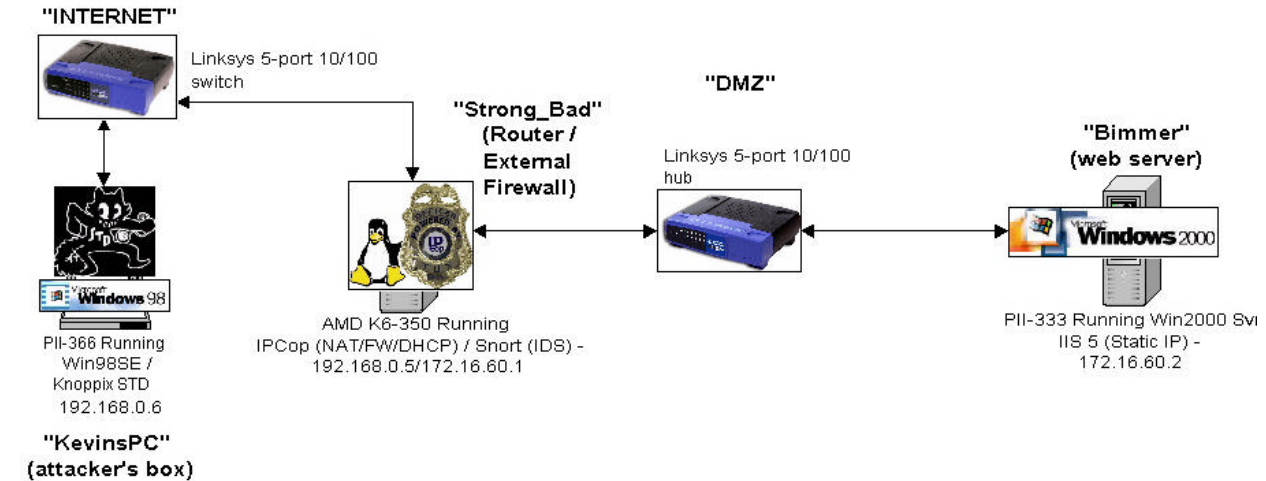 "INTERNET"
Linksys 5-port 10/100
switch
"Strong_Bad"
(Router /
External
Firewall)
"DMZ"
Linksys 5-port 10/100
hub
"Bimmer"
(web server)
STD
Microsoft
Windows 98
PII-366 Running
Win98SE /
Knoppix STD
192.168.0.6
"KevinsPC"
(attacker's box)
AMD K6-350 Running
IPCop (NAT/FW/DHCP) / Snort (IDS) -
192.168.0.5/172.16.60.1
Microsoft
Windows 2000
PII-333 Running Win2000 Svr
IIS 5 (Static IP) -
172.16.60.2